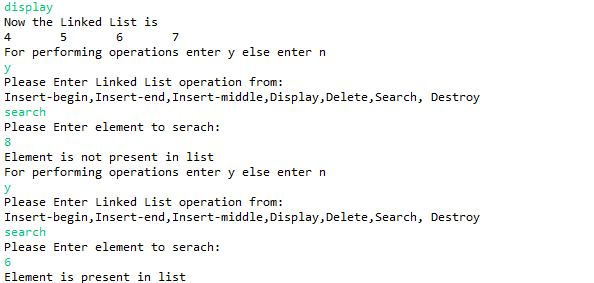 display
Now the Linked List is
4 5 6 7
For performing operations enter y else enter n
y
Please Enter Linked List operation from:
Insert-begin,Insert-end,Insert-middle,Display,Delete,Search, Destroy
search
Please Enter element to serach:
8
Element is not present in list
For performing operations enter y else enter n
y
Please Enter Linked List operation from:
Insert-begin,Insert-end,Insert-middle,Display,Delete,Search, Destroy
search
Please Enter element to serach:
6
Element is present in list